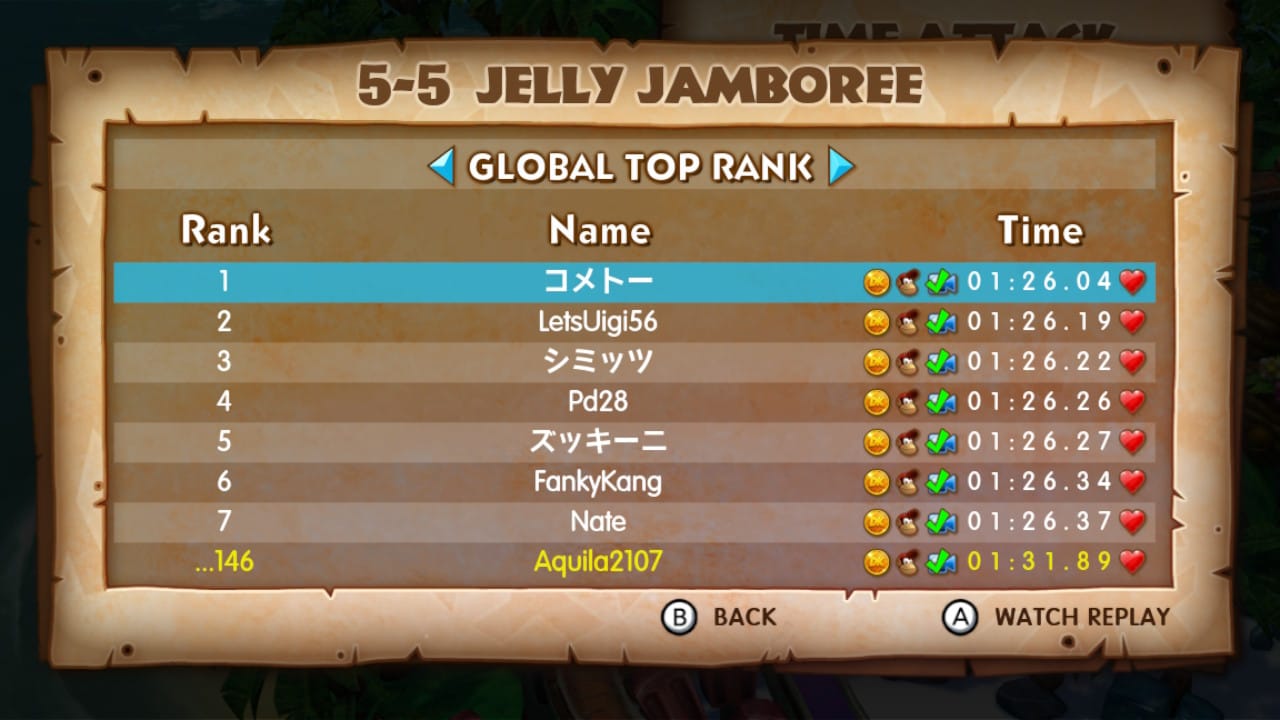 TIME ATTACK
5-5 JELLY JAMBOREE
GLOBAL TOP RANK
Rank Name Time
1 コメトー 01:26.04
2 LetsUigi56 01:26.19
3 シミッツ 01:26.22
4 Pd28 01:26.26
5 ズッキーニ 01:26.27
6 FankyKang 01:26.34
7 Nate 01:26.37
...146 Aquila2107 01:31.89
B BACK A WATCH REPLAY